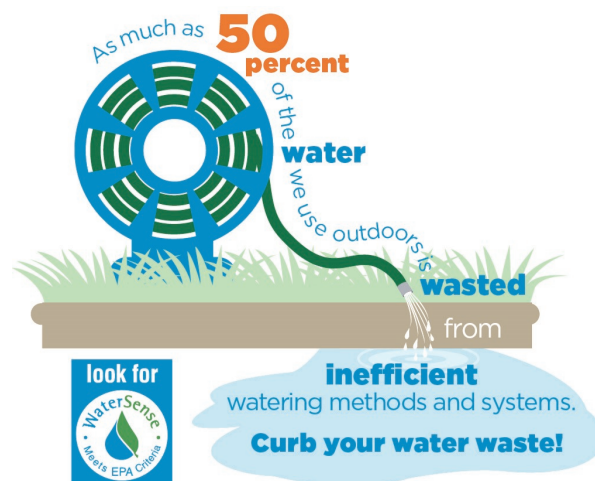 As much as 50
percent
of the
water
we use outdoors is
wasted
from
inefficient
watering methods and systems.
Curb your water waste!
look for
WaterSense
Meets EPA Criteria